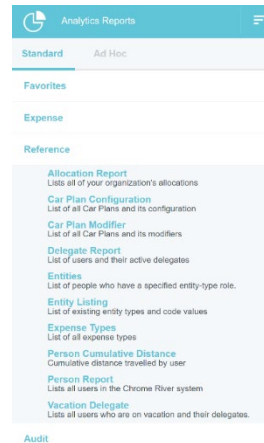 Analytics Reports
Standard Ad Hoc
Favorites
Expense
Reference
Allocation Report
Lists all of your organization's allocations
Car Plan Configuration
List of all Car Plans and its configuration
Car Plan Modifier
List of all Car Plans and its modifiers
Delegate Report
List of users and their active delegates
Entities
List of people who have a specified entity-type role.
Entity Listing
List of existing entity types and code values
Expense Types
List of all expense types
Person Cumulative Distance
Cumulative distance travelled by user
Person Report
Lists all users in the Chrome River system
Vacation Delegate
Lists all users who are on vacation and their delegates.
Audit